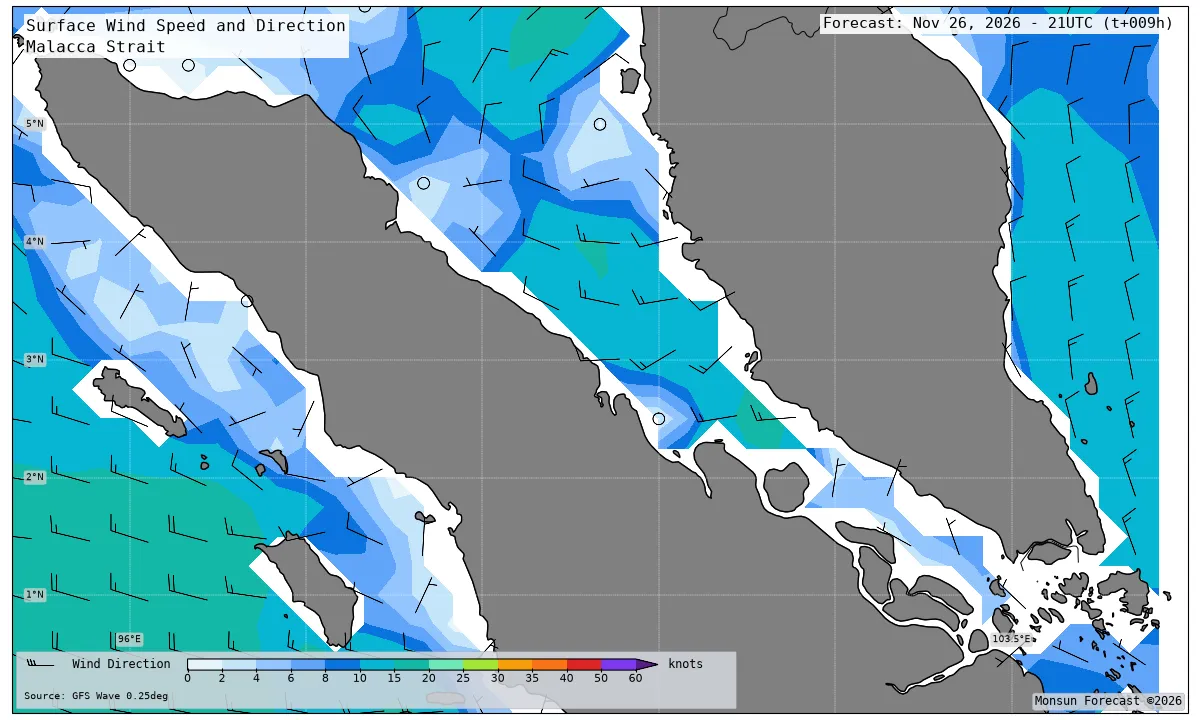 Surface Wind Speed and Direction
Malacca Strait
Forecast: Nov 26, 2026 - 21UTC (t+009h)
5°N
4°N
3°N
2°N
1°N
96°E
103.5°E
Wind Direction
0 2 4 6 8 10 12 15 20 25 30 35 40 50 60
knots
Source: GFS Wave 0.25deg
Monsun Forecast ©2026